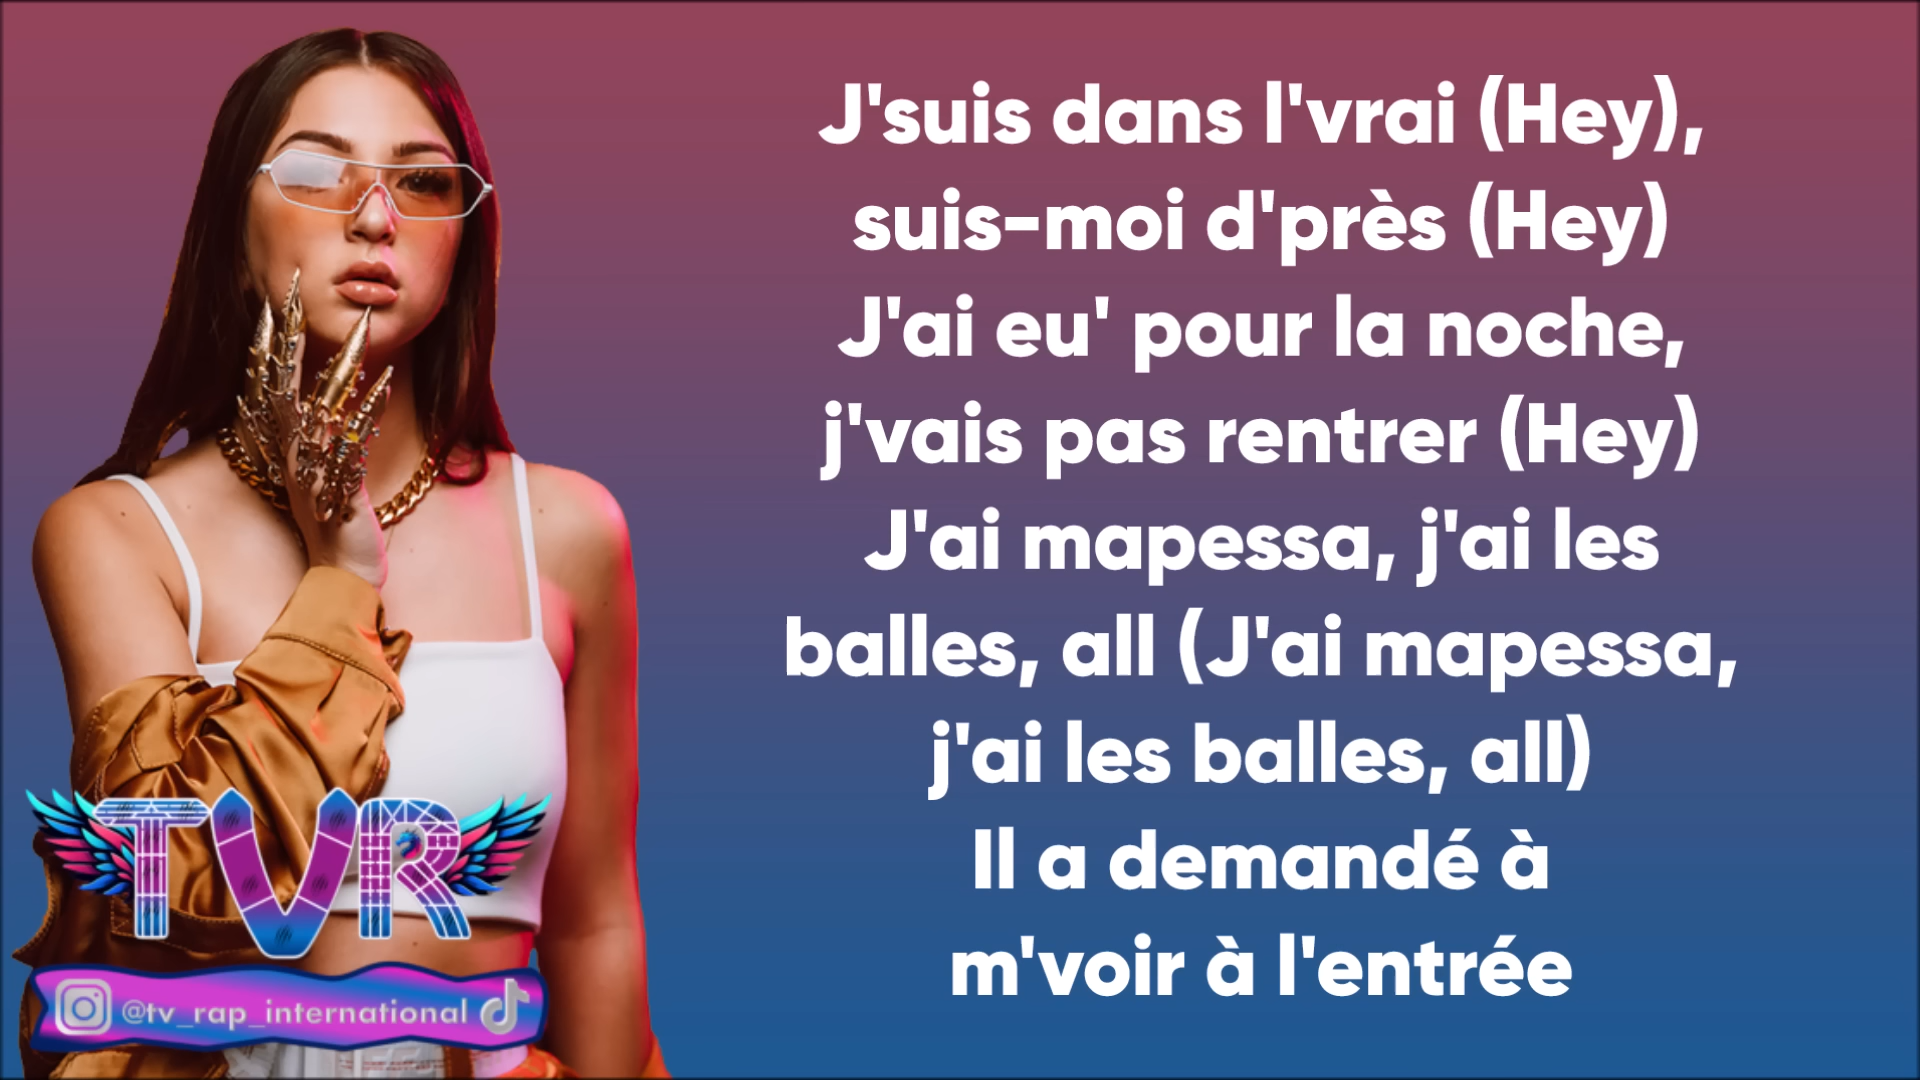 J'suis dans l'vrai (Hey),
suis-moi d'près (Hey)
J'ai eu' pour la noche,
j'vais pas rentrer (Hey)
J'ai mapessa, j'ai les
balles, all (J'ai mapessa,
j'ai les balles, all)
Il a demandé à
m'voir à l'entrée
TVR
@tv_rap_international